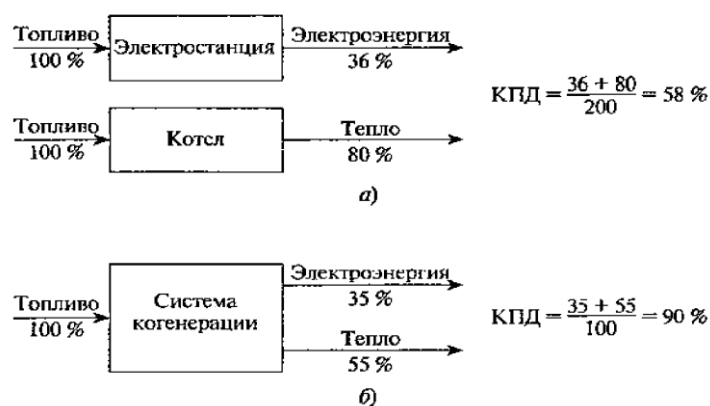 Топливо
100 %
Электростанция
Электроэнергия
36 %
КПД = 36 + 80 / 200 = 58 %
Топливо
100 %
Котел
Тепло
80 %
а)
Топливо
100 %
Система
когенерации
Электроэнергия
35 %
Тепло
55 %
КПД = 35 + 55 / 100 = 90 %
б)